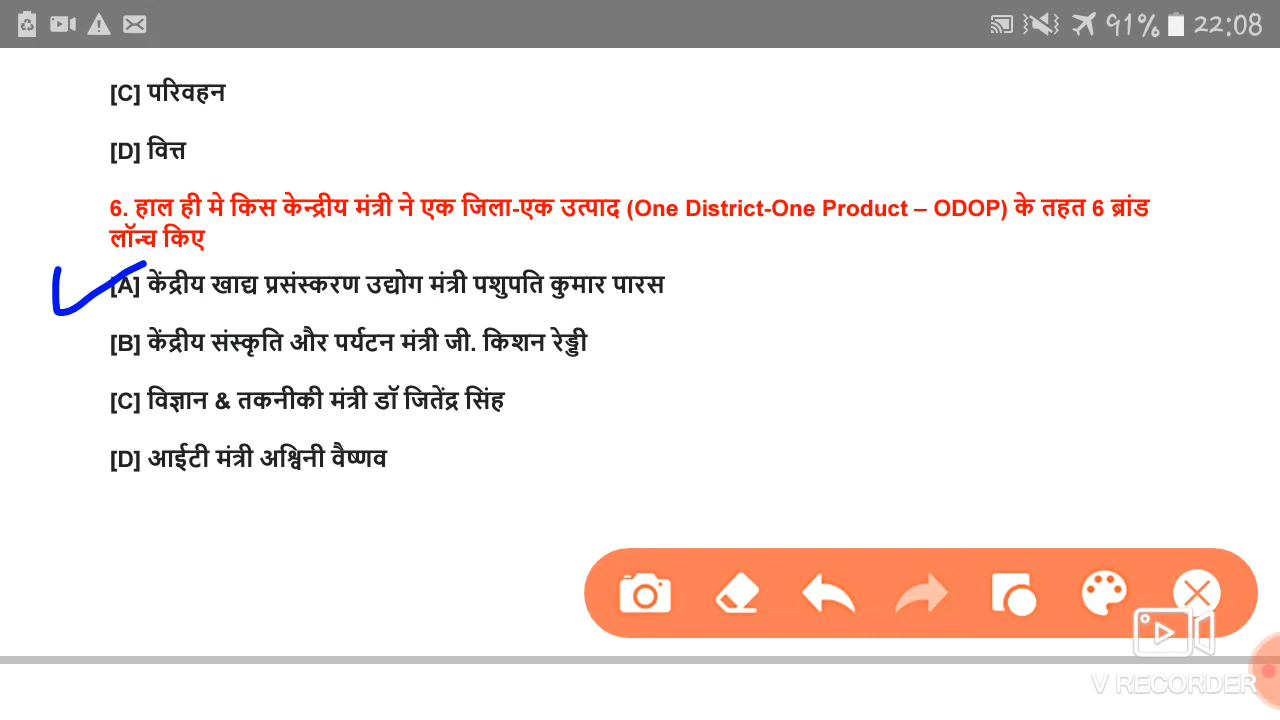 91% 22:08
[C] परिवहन
[D] वित्त
6. हाल ही मे किस केन्द्रीय मंत्री ने एक जिला-एक उत्पाद (One District-One Product – ODOP) के तहत 6 ब्रांड
लॉन्च किए
[A] केंद्रीय खाद्य प्रसंस्करण उद्योग मंत्री पशुपति कुमार पारस
[B] केंद्रीय संस्कृति और पर्यटन मंत्री जी. किशन रेड्डी
[C] विज्ञान & तकनीकी मंत्री डॉ जितेंद्र सिंह
[D] आईटी मंत्री अश्विनी वैष्णव
V RECORDER